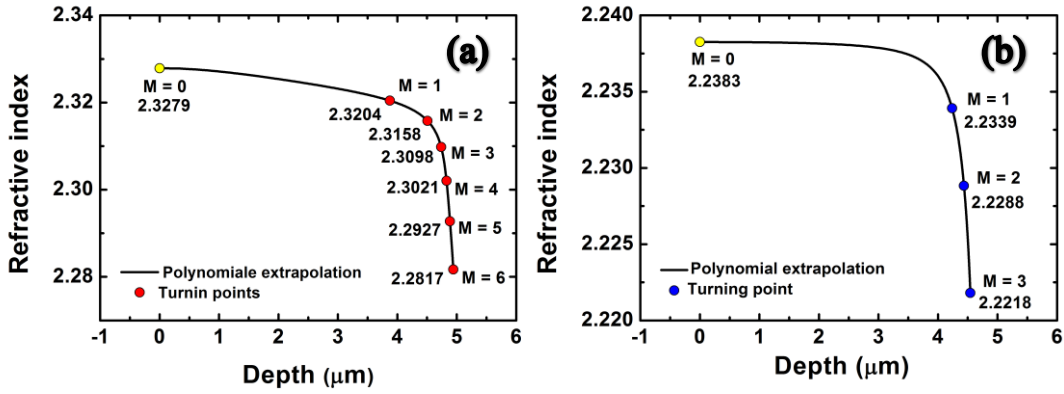 (a)
Refractive index
2.34
2.32
2.30
2.28
M = 0
2.3279
M = 1
2.3204
M = 2
2.3158
M = 3
2.3098
M = 4
2.3021
M = 5
2.2927
M = 6
2.2817
Polynomiale extrapolation
Turnin points
-1 0 1 2 3 4 5 6
Depth (μm)
(b)
Refractive index
2.240
2.235
2.230
2.225
2.220
M = 0
2.2383
M = 1
2.2339
M = 2
2.2288
M = 3
2.2218
Polynomial extrapolation
Turning point
-1 0 1 2 3 4 5 6
Depth (μm)